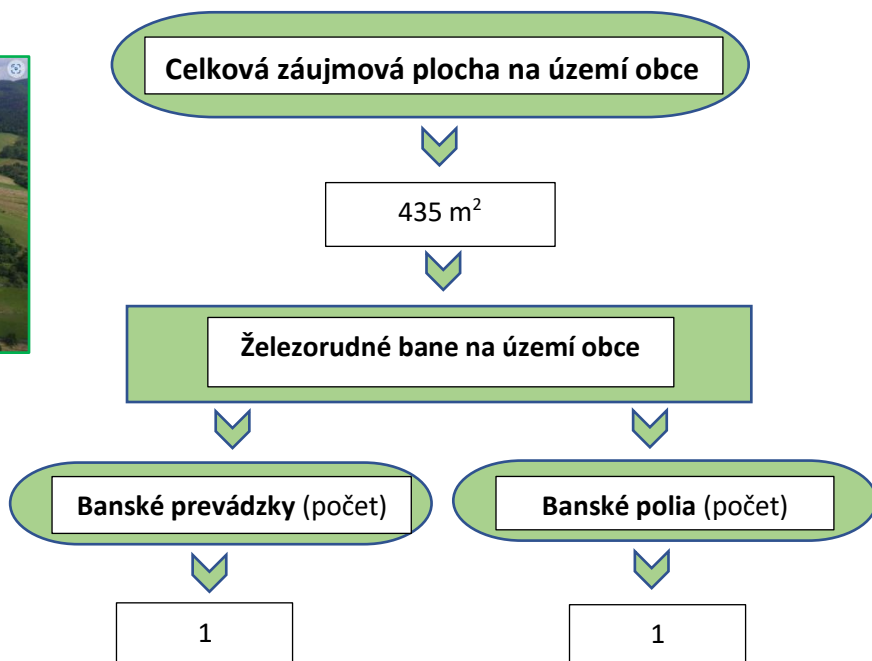 Celková záujmová plocha na území obce
435 m²
Železorudné bane na území obce
Banské prevádzky (počet)
Banské polia (počet)
1
1